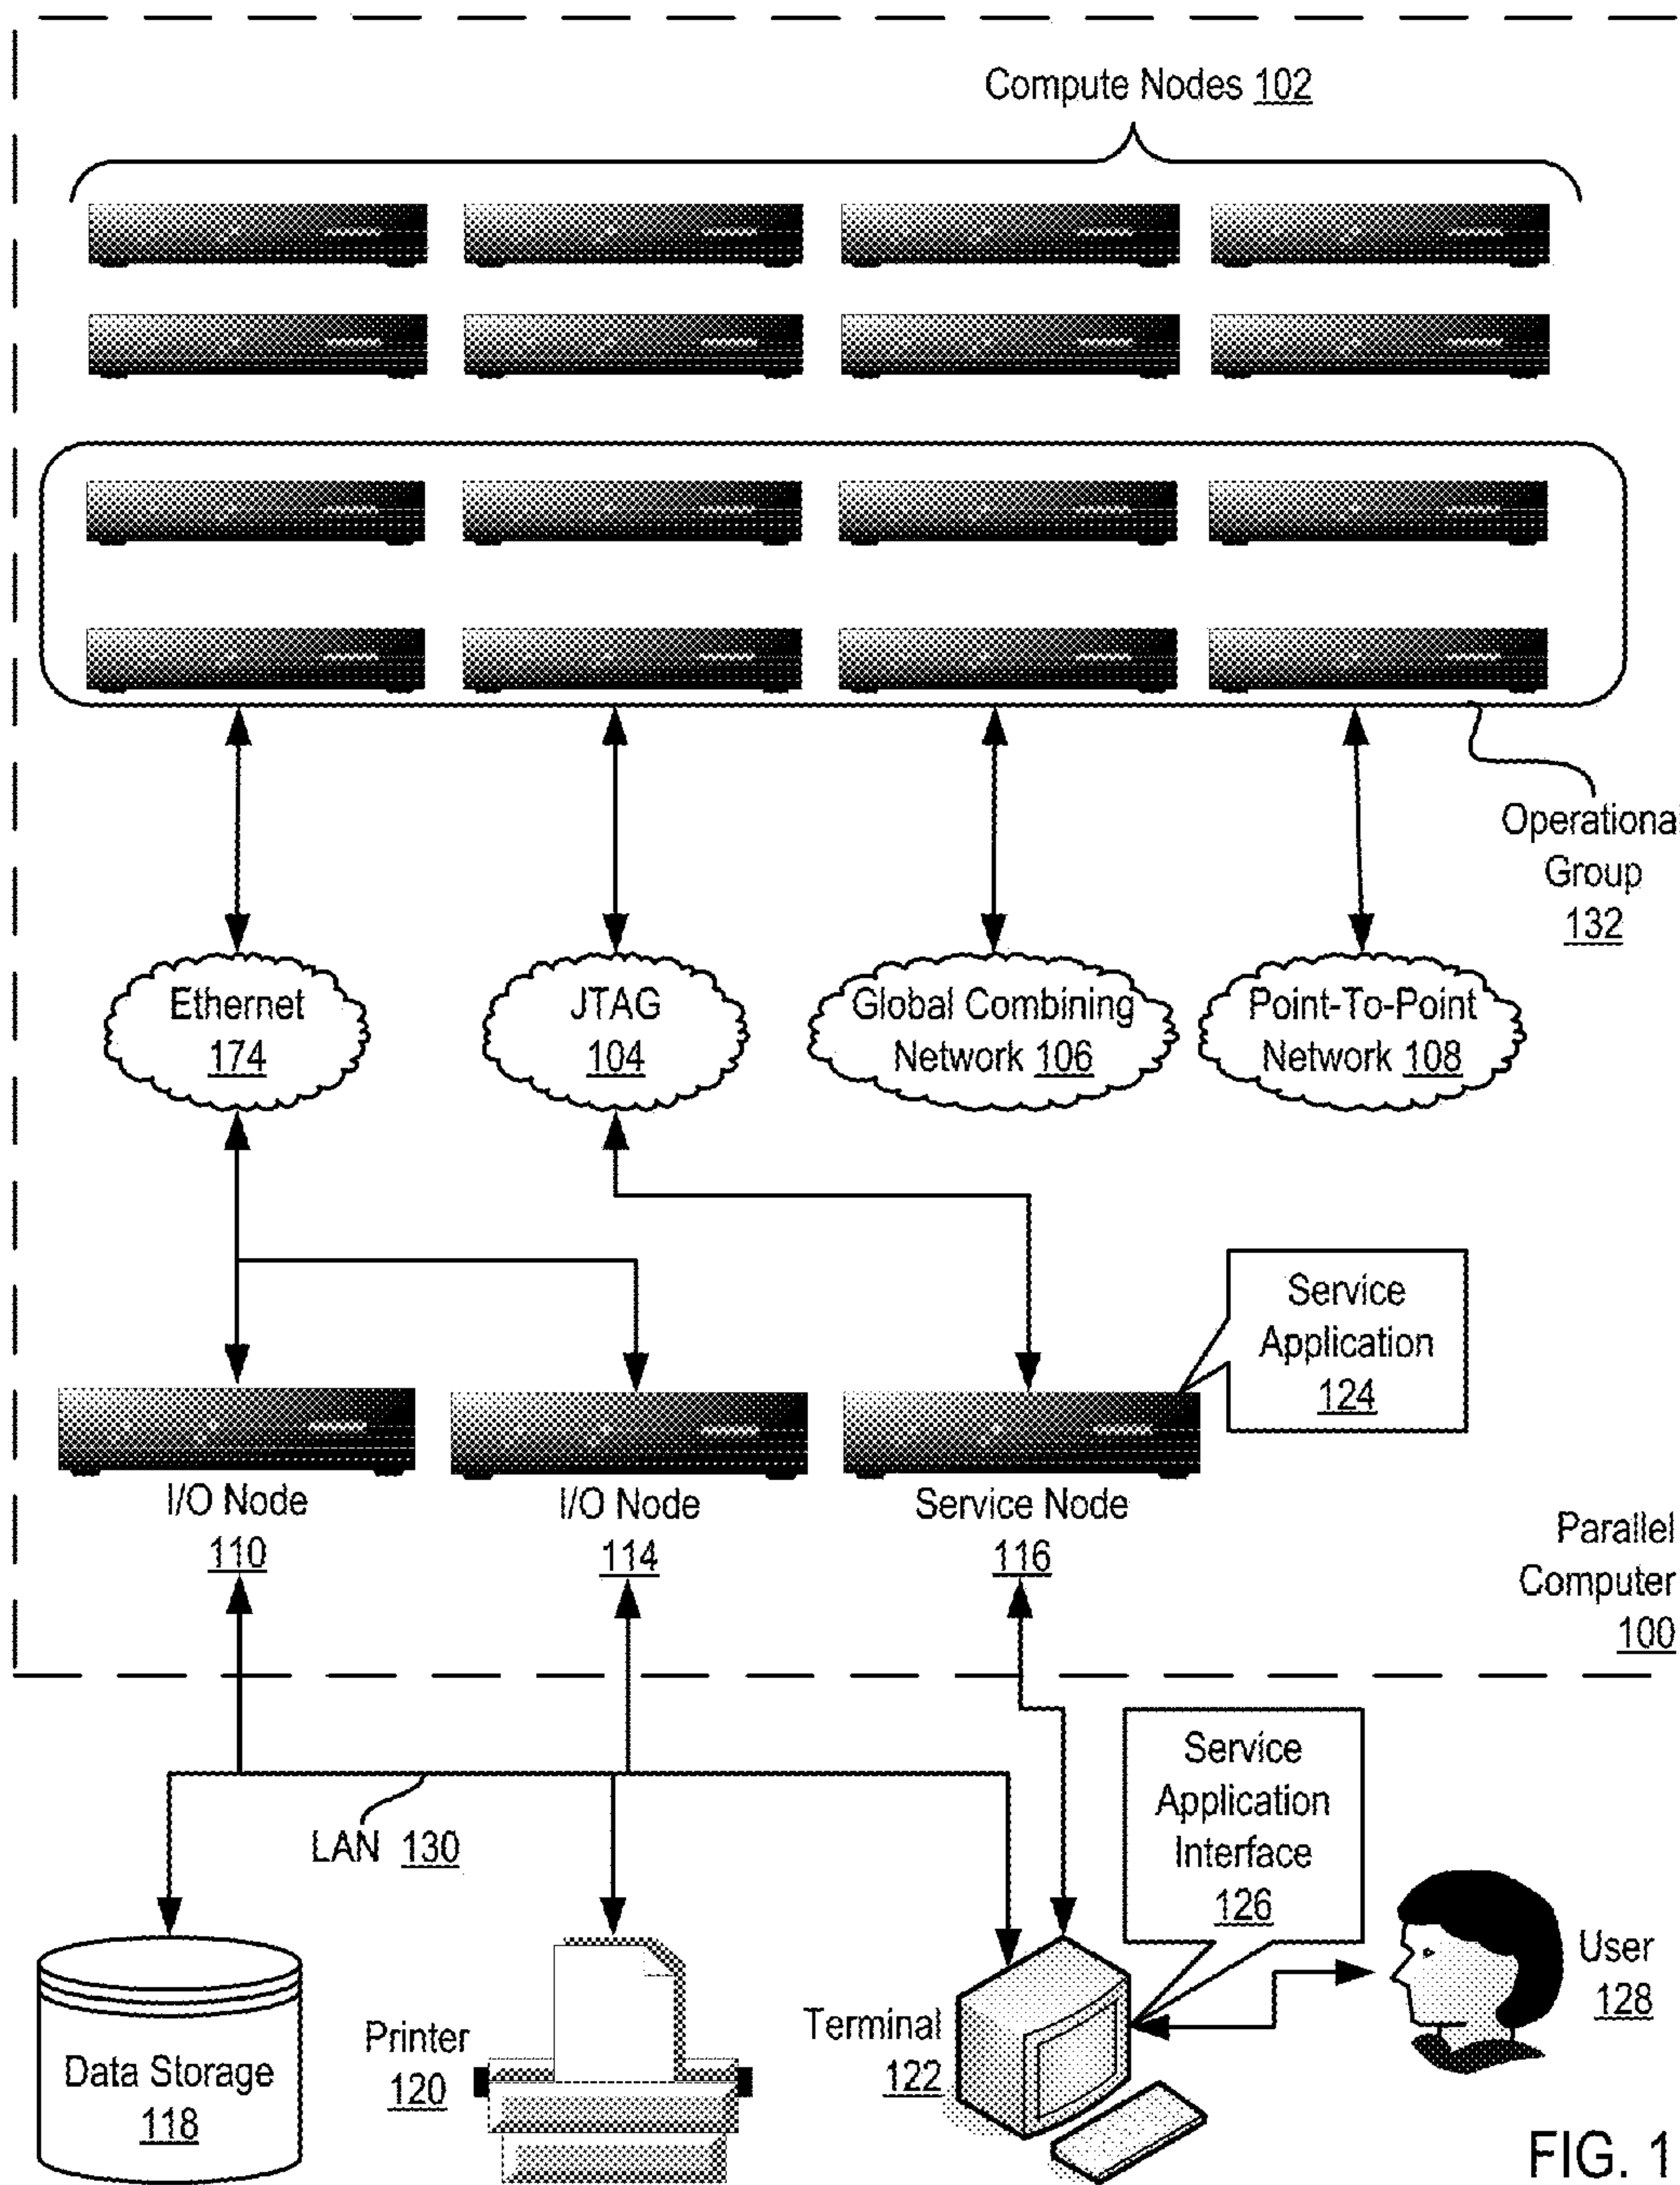 Compute Nodes 102
Operational
Group
132
Ethernet
174
JTAG
104
Global Combining
Network 106
Point-To-Point
Network 108
Service
Application
124
I/O Node
110
I/O Node
114
Service Node
116
Parallel
Computer
100
Service
Application
Interface
126
LAN 130
User
128
Data Storage
118
Printer
120
Terminal
122
FIG. 1